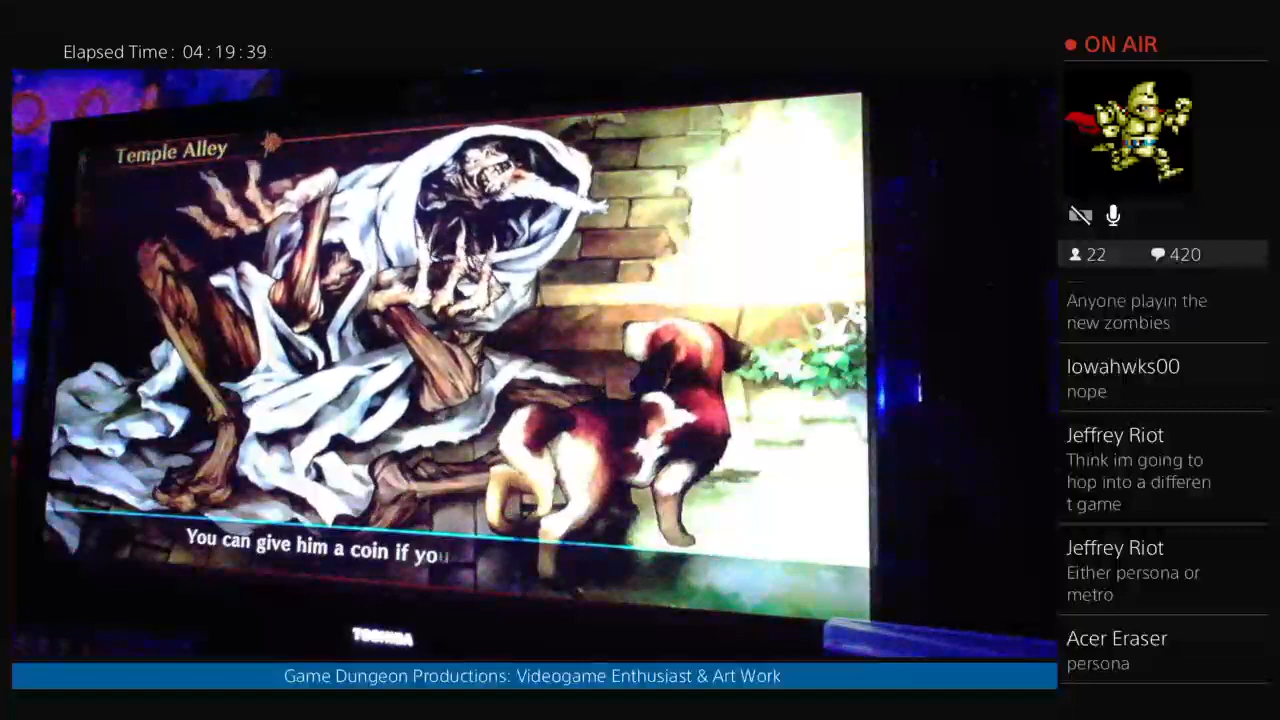 Elapsed Time: 04:19:39
ON AIR
Temple Alley
22
420
Anyone playin the
new zombies
Iowahwks00
nope
Jeffrey Riot
Think im going to
hop into a differen
t game
Jeffrey Riot
Either persona or
metro
Acer Eraser
persona
You can give him a coin if you
TOSHIBA
Game Dungeon Productions: Videogame Enthusiast & Art Work